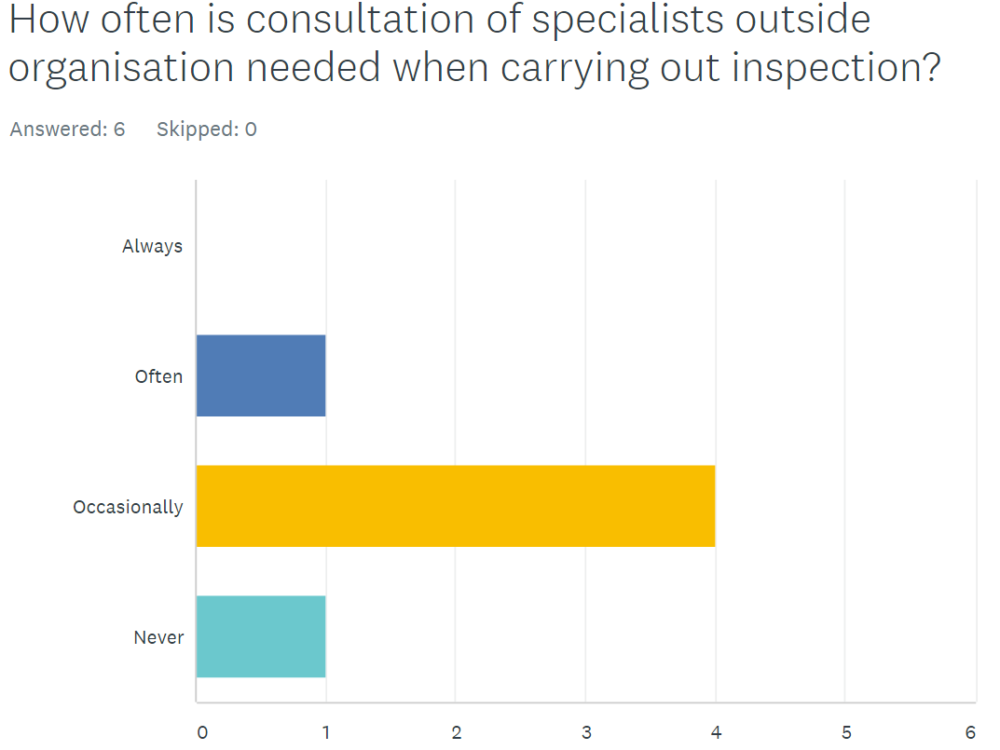 How often is consultation of specialists outside
organisation needed when carrying out inspection?
Answered: 6 Skipped: 0
Always
Often
Occasionally
Never
0 1 2 3 4 5 6